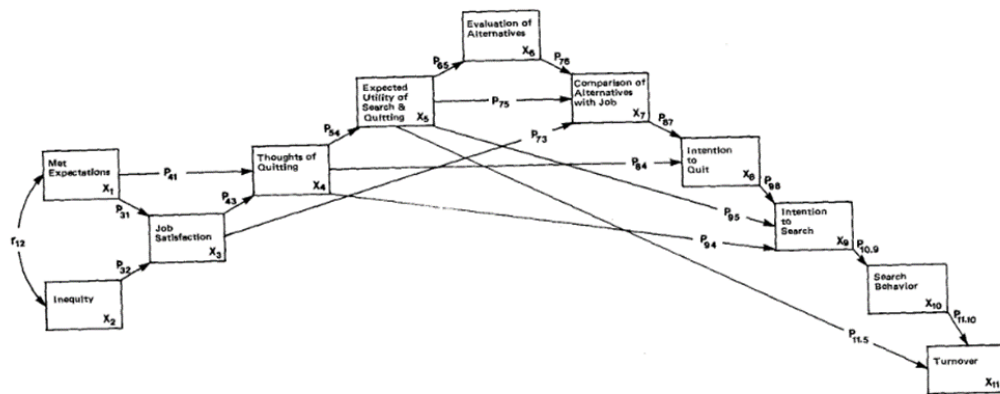 Evaluation of
Alternatives
X6
P65
P76
Expected
Utility of
Search &
Quitting
X5
P75
Comparison of
Alternatives
with Job
X7
P54
P73
P87
Met
Expectations
X1
P41
Thoughts of
Quitting
X4
P84
Intention
to
Quit
X8
P31
P43
P98
r12
Job
Satisfaction
X3
P95
Intention
to
Search
X9
P94
P10.9
P32
Inequity
X2
Search
Behavior
X10
P11.5
P11.10
Turnover
X11